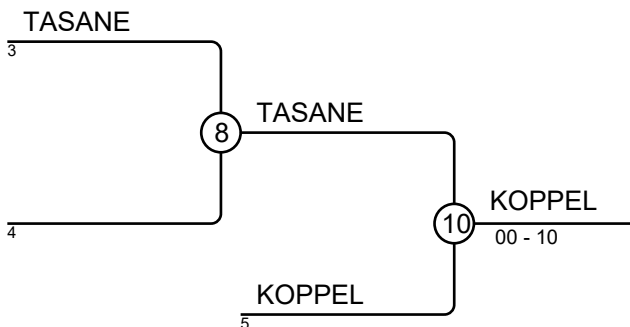 TASANE
3
8
TASANE
4
10
KOPPEL
00 - 10
KOPPEL
5